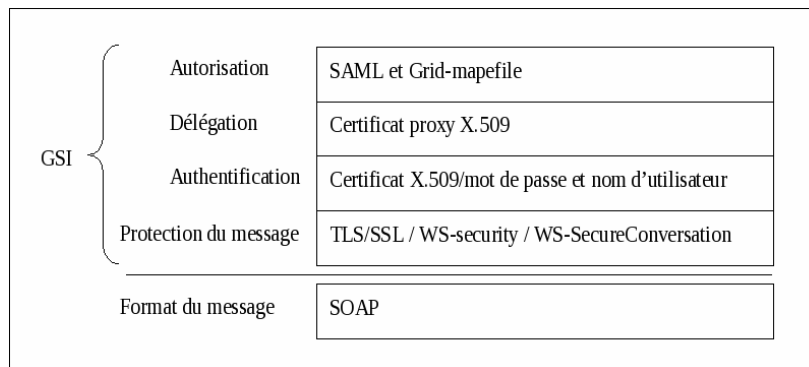 Autorisation SAML et Grid-mapefile
Délégation Certificat proxy X.509
GSI
Authentification Certificat X.509/mot de passe et nom d’utilisateur
Protection du message TLS/SSL / WS-security / WS-SecureConversation
Format du message SOAP